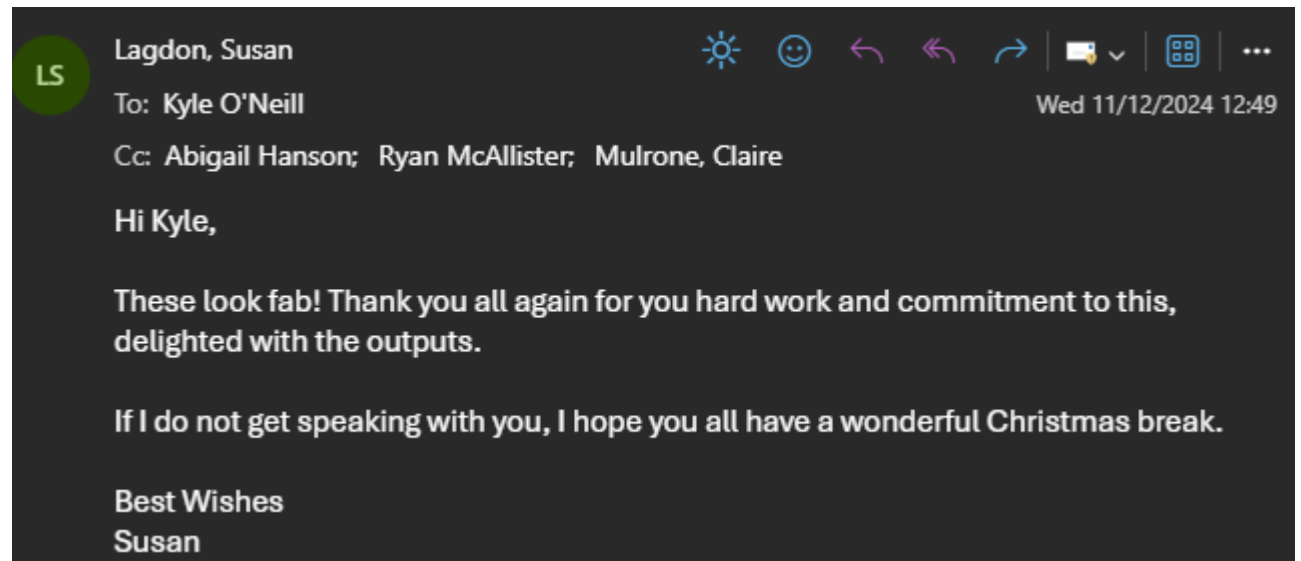 LS
Lagdon, Susan
To: Kyle O'Neill
Wed 11/12/2024 12:49
Cc: Abigail Hanson; Ryan McAllister; Mulrone, Claire
Hi Kyle,
These look fab! Thank you all again for you hard work and commitment to this,
delighted with the outputs.
If I do not get speaking with you, I hope you all have a wonderful Christmas break.
Best Wishes
Susan